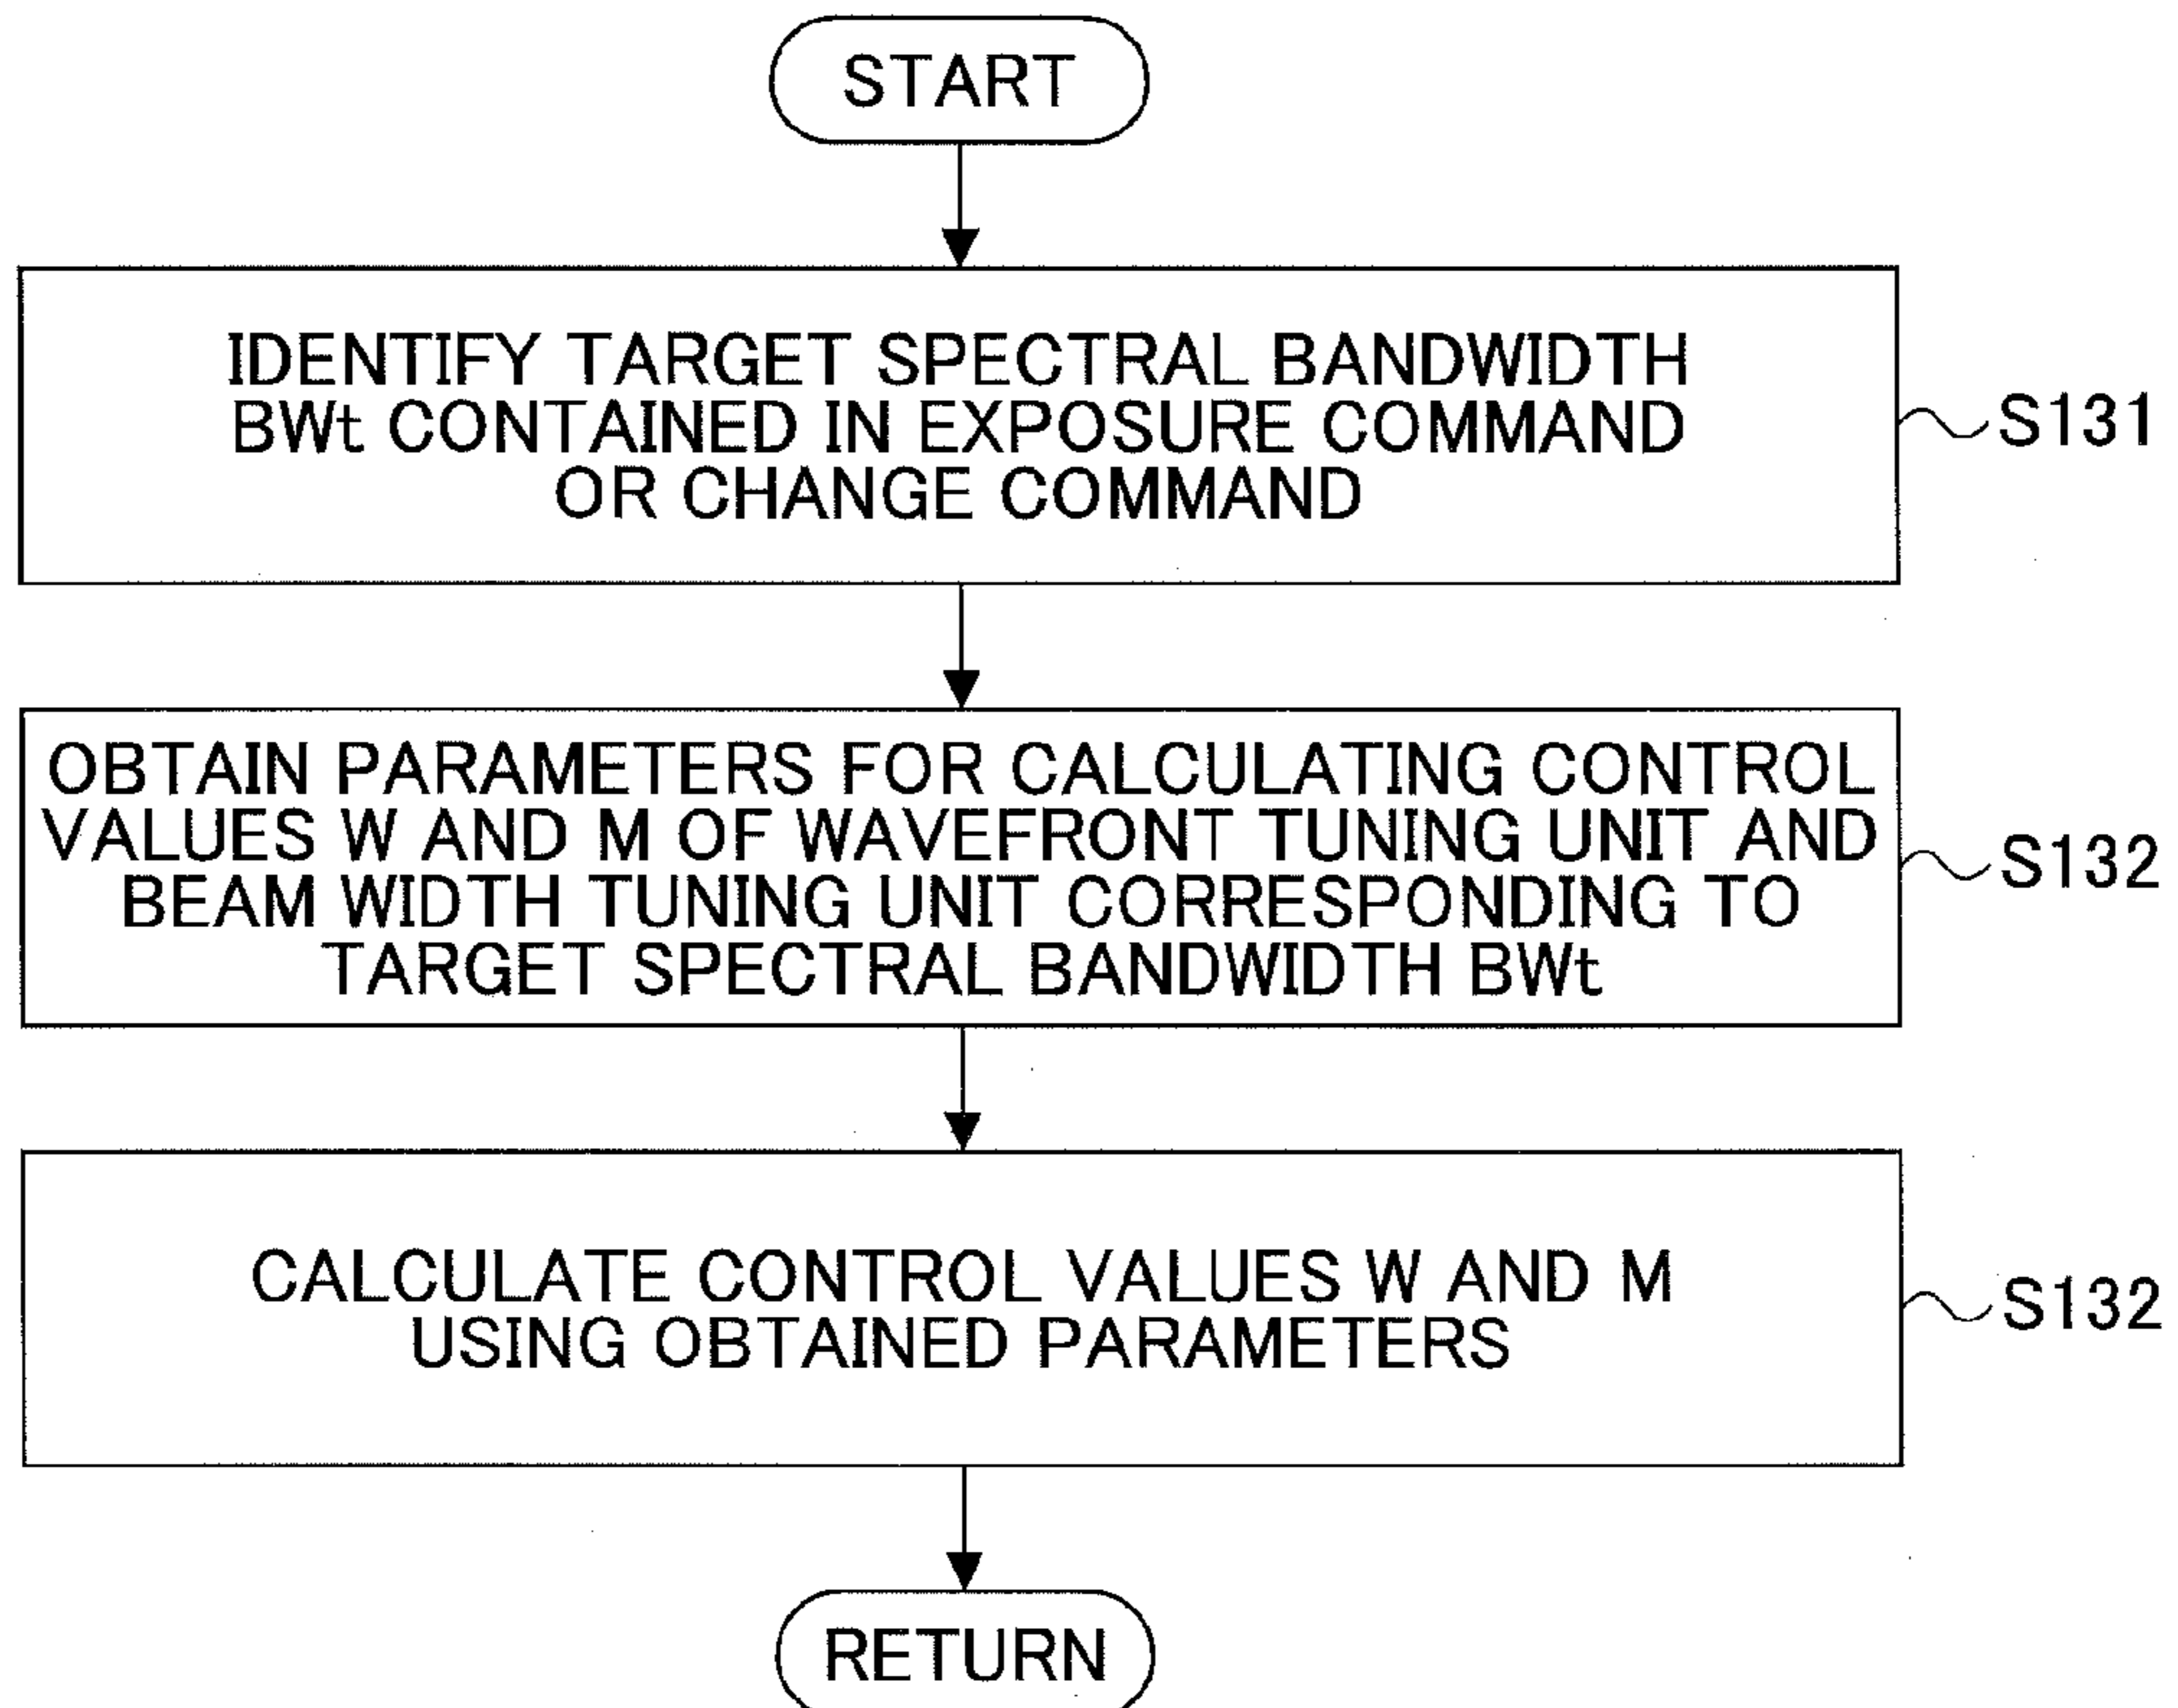 START
IDENTIFY TARGET SPECTRAL BANDWIDTH
BWt CONTAINED IN EXPOSURE COMMAND
OR CHANGE COMMAND
S131
OBTAIN PARAMETERS FOR CALCULATING CONTROL
VALUES W AND M OF WAVEFRONT TUNING UNIT AND
BEAM WIDTH TUNING UNIT CORRESPONDING TO
TARGET SPECTRAL BANDWIDTH BWt
S132
CALCULATE CONTROL VALUES W AND M
USING OBTAINED PARAMETERS
S132
RETURN